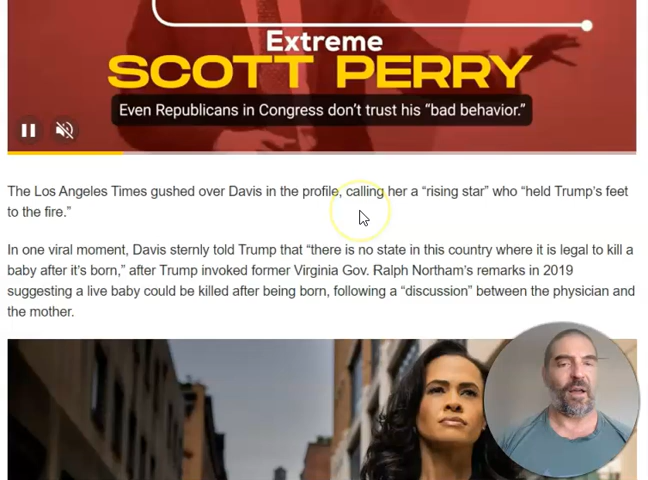 Extreme
SCOTT PERRY
Even Republicans in Congress don't trust his “bad behavior.”
The Los Angeles Times gushed over Davis in the profile, calling her a “rising star” who “held Trump’s feet
to the fire.”
In one viral moment, Davis sternly told Trump that “there is no state in this country where it is legal to kill a
baby after it’s born,” after Trump invoked former Virginia Gov. Ralph Northam’s remarks in 2019
suggesting a live baby could be killed after being born, following a “discussion” between the physician and
the mother.